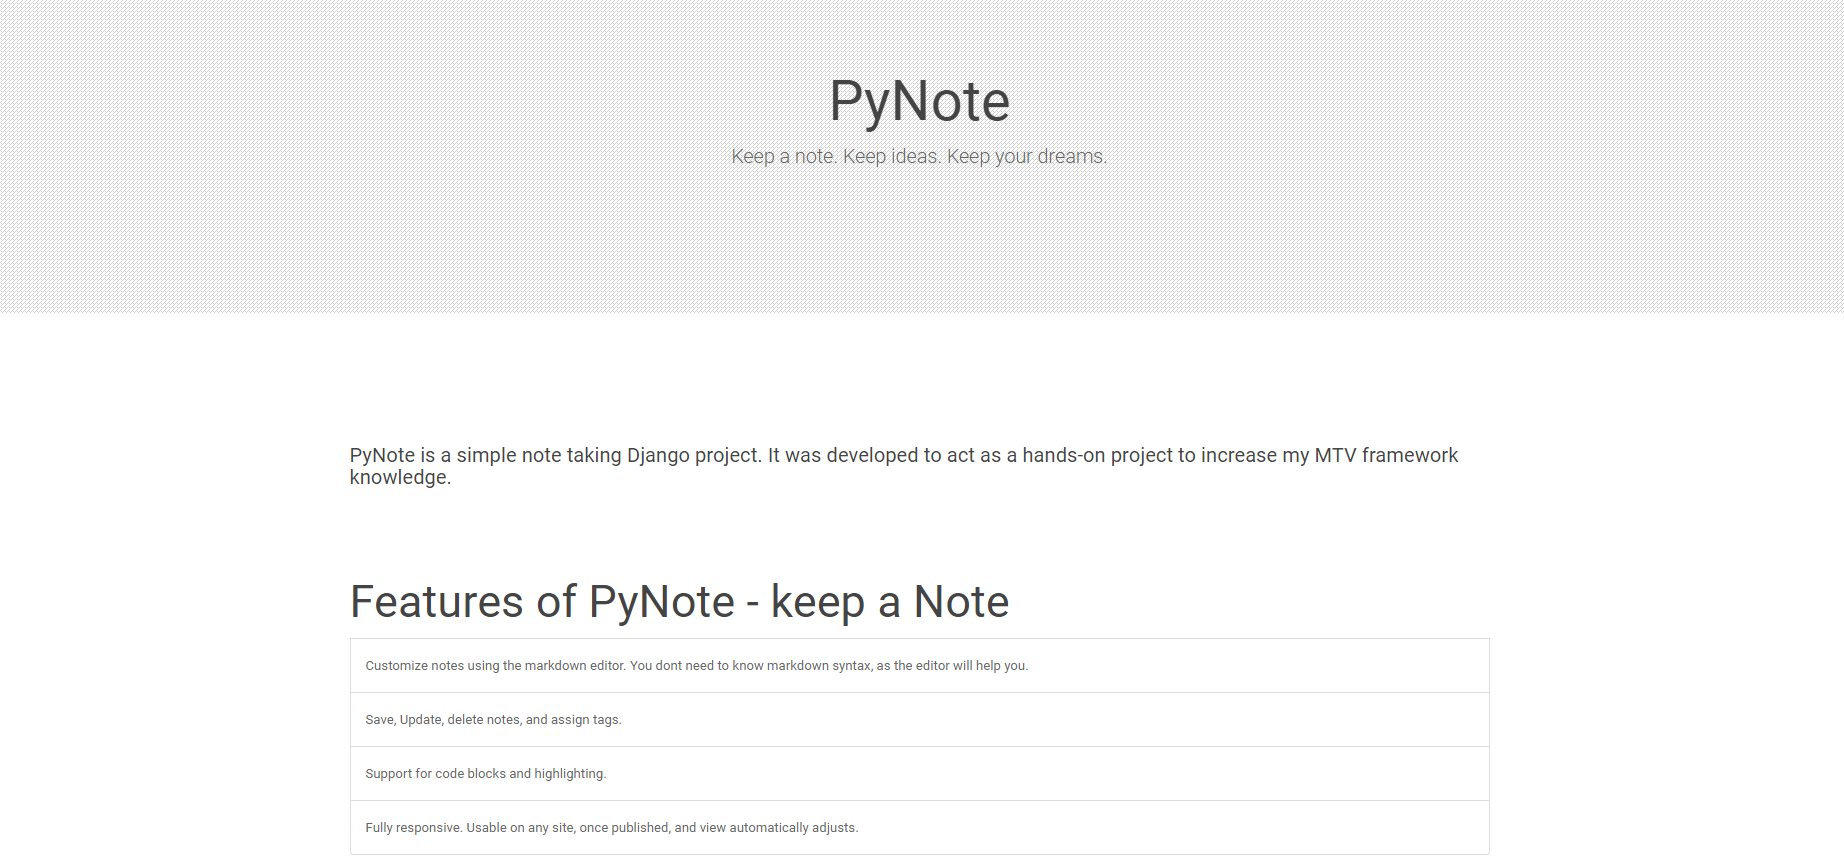 PyNote
Keep a note. Keep ideas. Keep your dreams.
PyNote is a simple note taking Django project. It was developed to act as a hands-on project to increase my MTV framework
knowledge.
Features of PyNote - keep a Note
Customize notes using the markdown editor. You dont need to know markdown syntax, as the editor will help you.
Save, Update, delete notes, and assign tags.
Support for code blocks and highlighting.
Fully responsive. Usable on any site, once published, and view automatically adjusts.